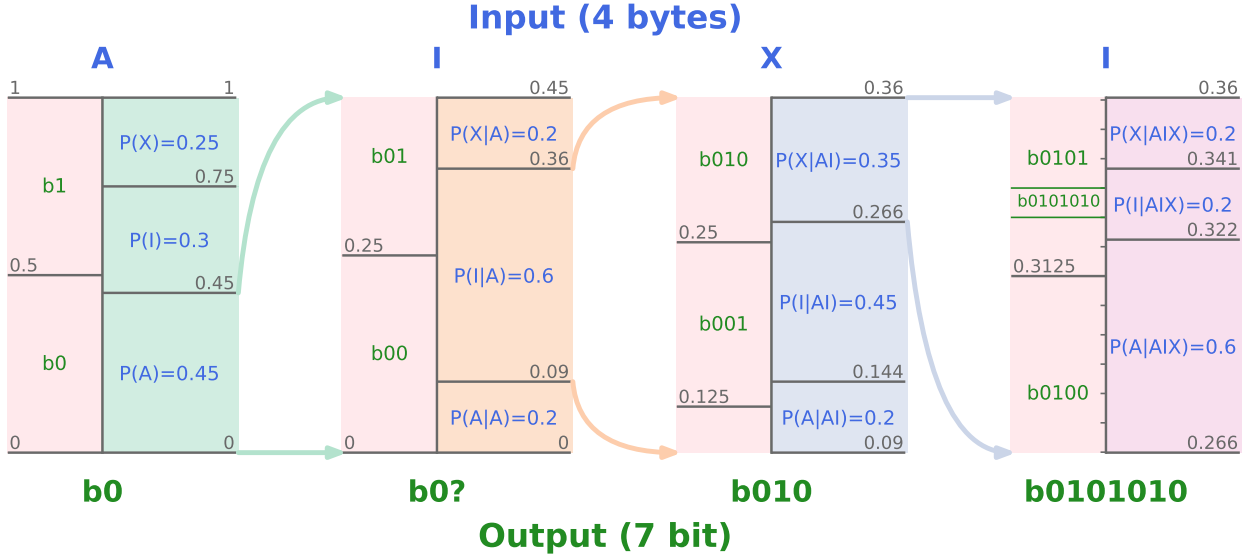 Input (4 bytes)
A
I
X
I
1
1
P(X)=0.25
0.75
b1
P(I)=0.3
0.5
0.45
b0
P(A)=0.45
0
0
0.45
P(X|A)=0.2
b01
0.36
0.25
P(I|A)=0.6
b00
0.09
P(A|A)=0.2
0
0
0.36
b010
P(X|AI)=0.35
0.266
0.25
P(I|AI)=0.45
b001
0.144
0.125
P(A|AI)=0.2
0.09
0.36
P(X|AIX)=0.2
b0101
0.341
b0101010
P(I|AIX)=0.2
0.322
0.3125
P(A|AIX)=0.6
b0100
0.266
b0
b0?
b010
b0101010
Output (7 bit)